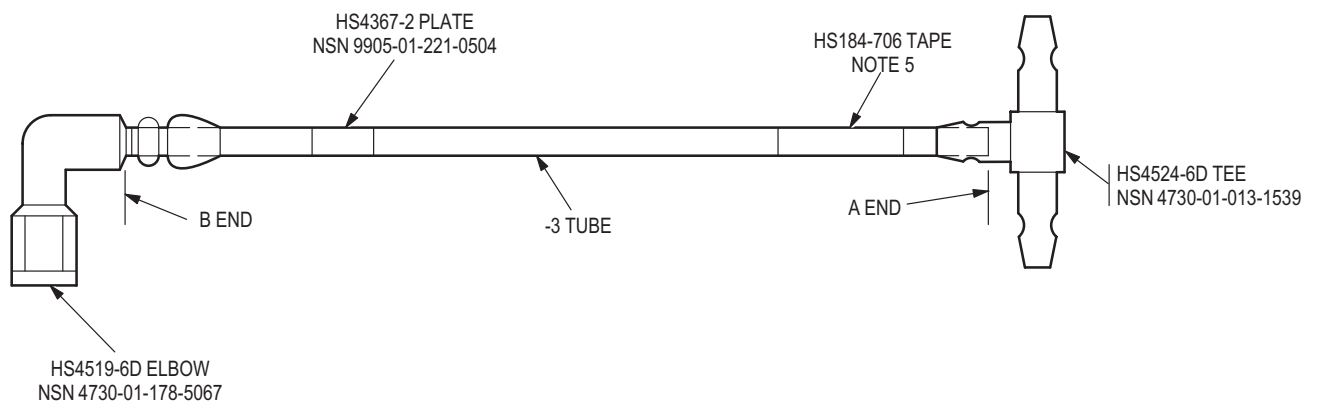 HS4367-2 PLATE
NSN 9905-01-221-0504
HS184-706 TAPE
NOTE 5
HS4524-6D TEE
NSN 4730-01-013-1539
B END
A END
-3 TUBE
HS4519-6D ELBOW
NSN 4730-01-178-5067